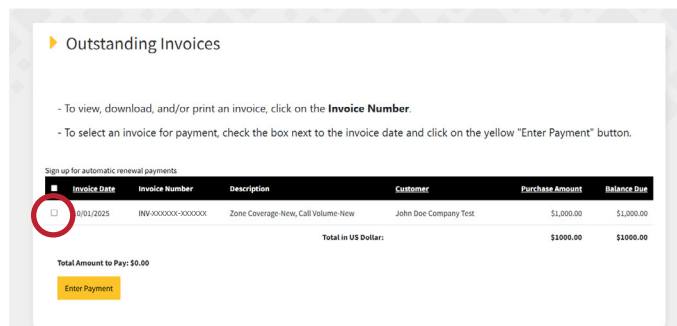 Outstanding Invoices
- To view, download, and/or print an invoice, click on the Invoice Number.
- To select an invoice for payment, check the box next to the invoice date and click on the yellow "Enter Payment" button.
Sign up for automatic renewal payments
Invoice Date Invoice Number Description Customer Purchase Amount Balance Due
10/01/2025 INV-XXXXXX-XXXXXX Zone Coverage-New, Call Volume-New John Doe Company Test $1,000.00 $1,000.00
Total in US Dollar: $1000.00 $1000.00
Total Amount to Pay: $0.00
Enter Payment